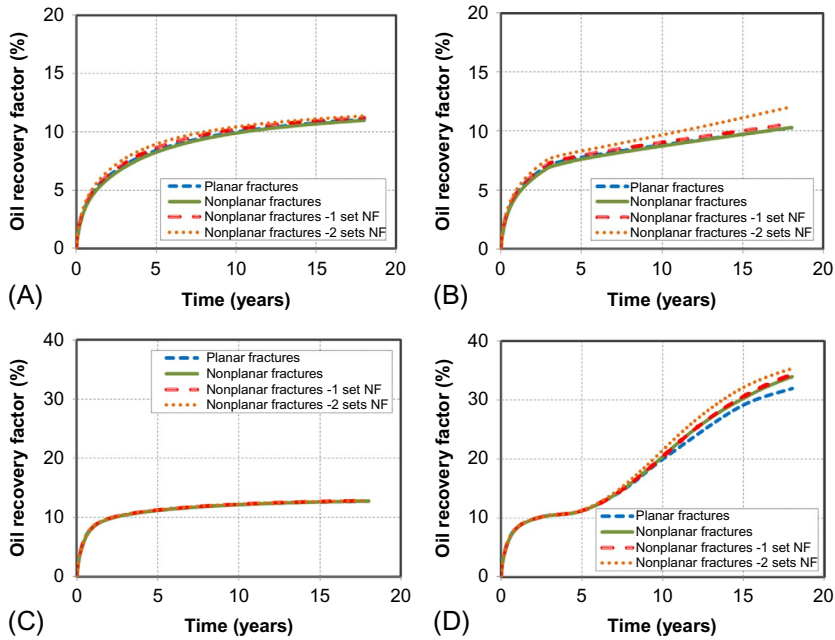 20
15
10
5
0
Oil recovery factor (%)
Planar fractures
Nonplanar fractures
Nonplanar fractures -1 set NF
Nonplanar fractures -2 sets NF
0 5 10 15 20
(A)
Time (years)
20
15
10
5
0
Oil recovery factor (%)
Planar fractures
Nonplanar fractures
Nonplanar fractures -1 set NF
Nonplanar fractures -2 sets NF
0 5 10 15 20
(B)
Time (years)
40
30
20
10
0
Oil recovery factor (%)
Planar fractures
Nonplanar fractures
Nonplanar fractures -1 set NF
Nonplanar fractures -2 sets NF
0 5 10 15 20
(C)
Time (years)
40
30
20
10
0
Oil recovery factor (%)
Planar fractures
Nonplanar fractures
Nonplanar fractures -1 set NF
Nonplanar fractures -2 sets NF
0 5 10 15 20
(D)
Time (years)